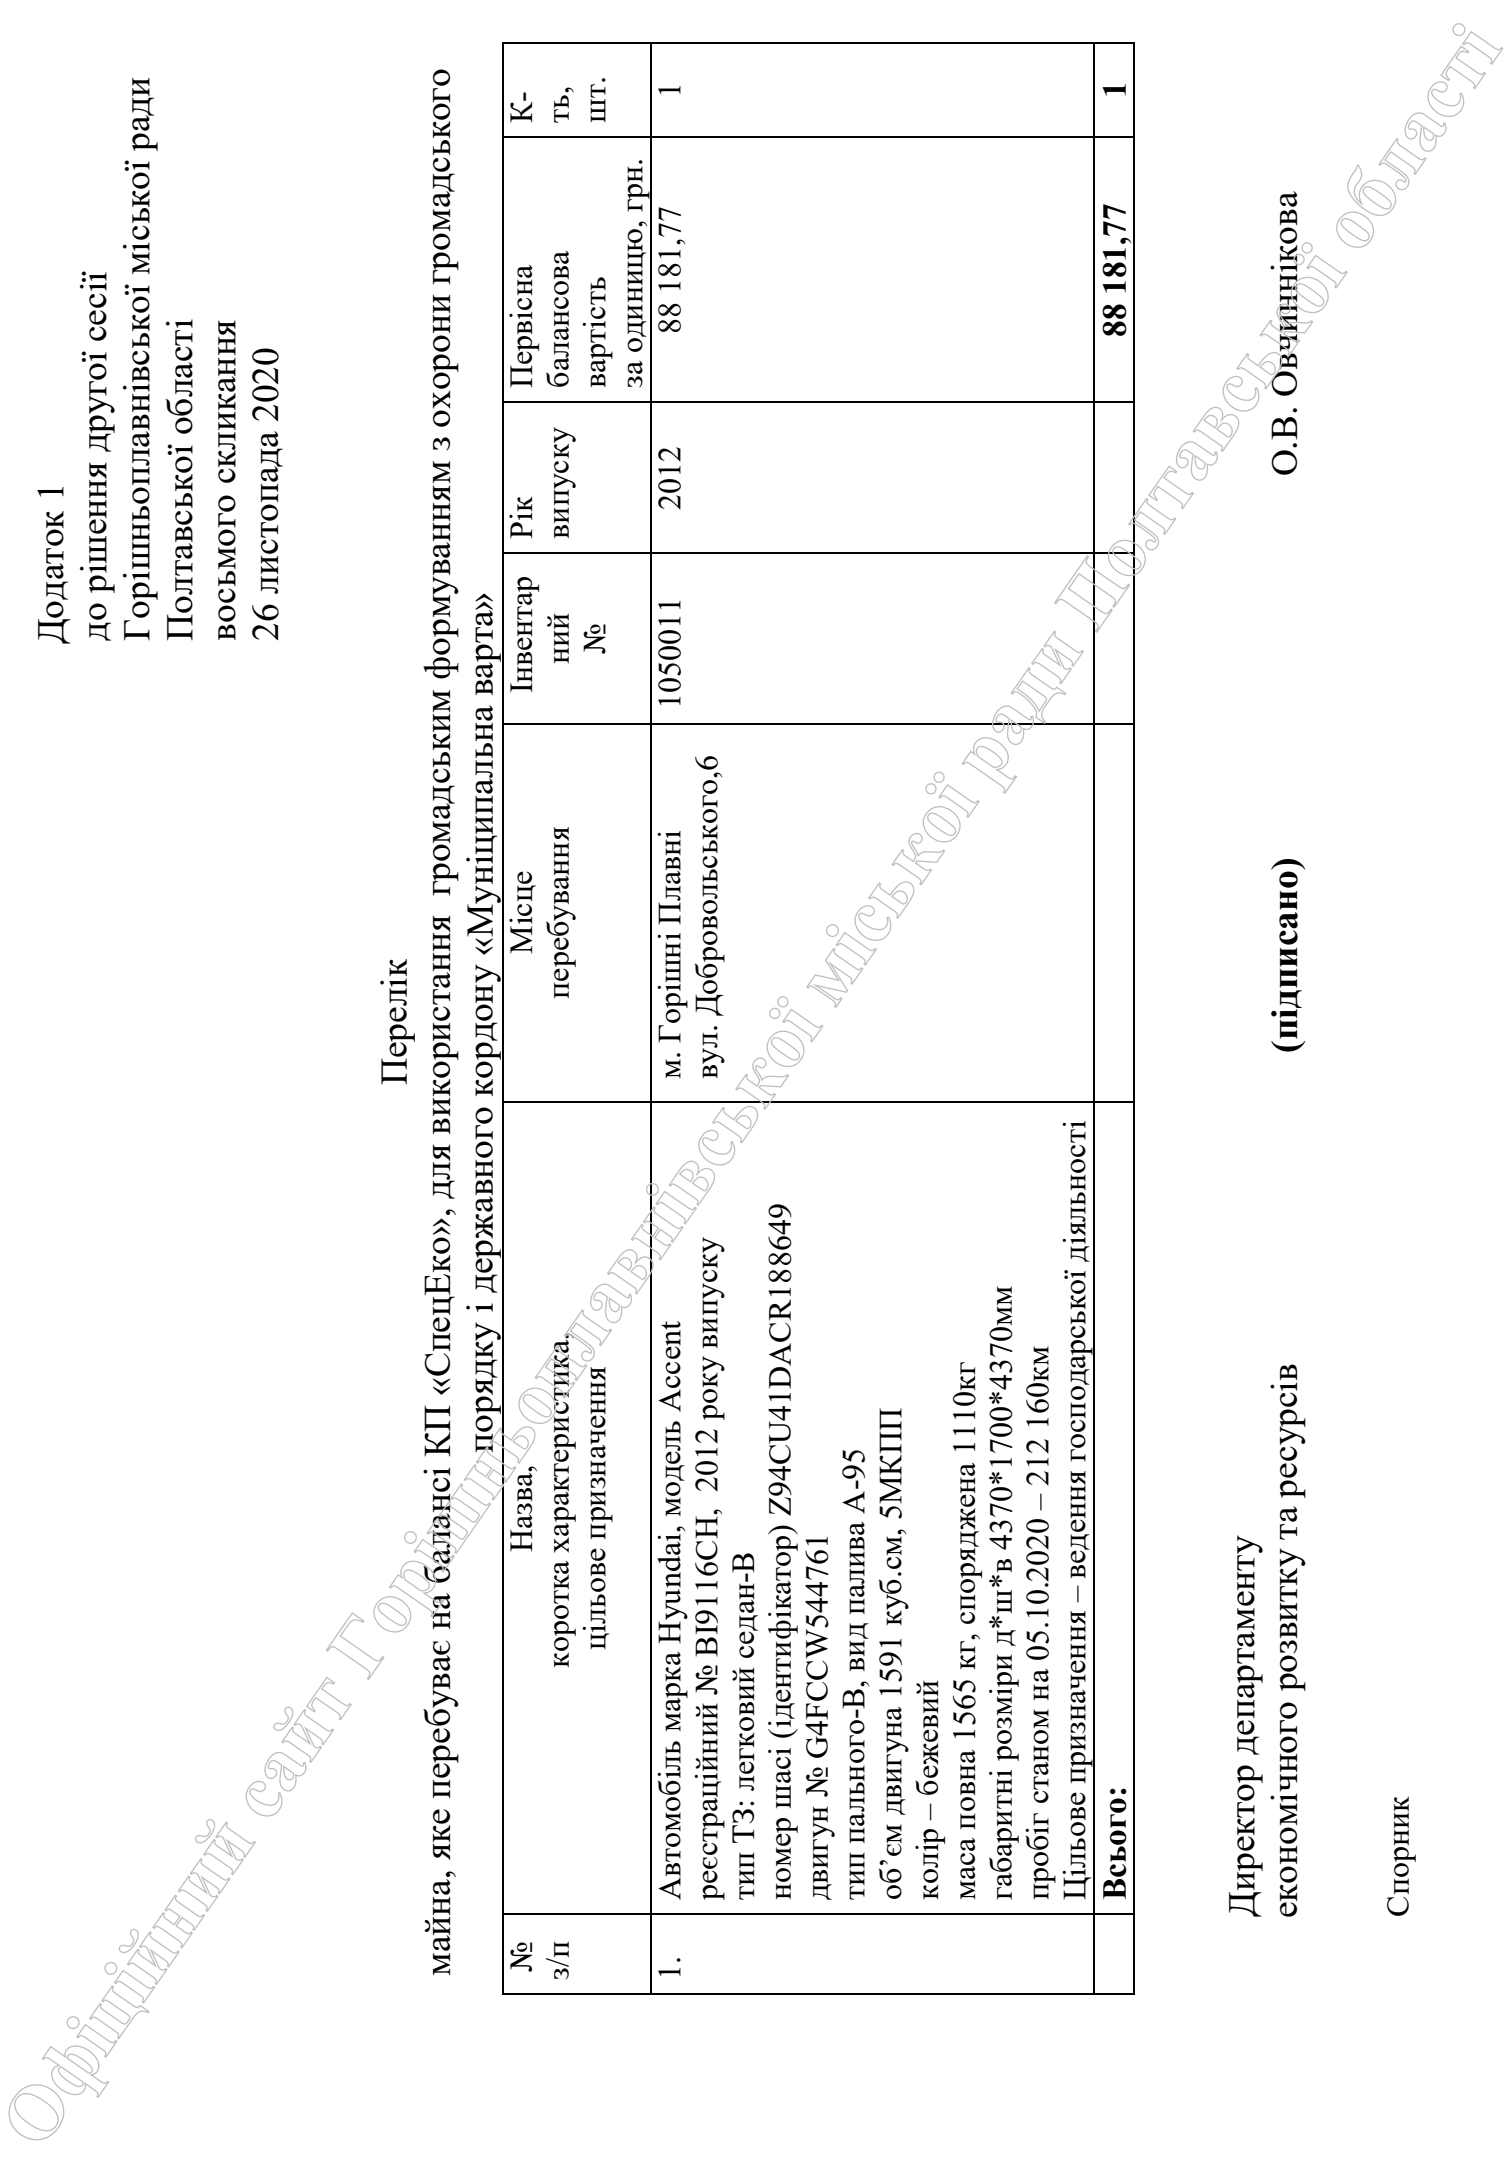 Додаток 1
до рішення другої сесії
Горішньоплавнівської міської ради
Полтавської області
восьмого скликання
26 листопада 2020
Перелік
майна, яке перебуває на балансі КП «СпецЕко», для використання громадським формуванням з охорони громадського
порядку і державного кордону «Муніципальна варта»
№
з/п
Назва,
коротка характеристика,
цільове призначення
Місце
перебування
Інвентар
ний
№
Рік
випуску
Первісна
балансова
вартість
за одиницю, грн.
К-
ть,
шт.
1.
Автомобіль марка Hyundai, модель Accent
реєстраційний № ВІ9116СН, 2012 року випуску
тип ТЗ: легковий седан-В
номер шасі (ідентифікатор) Z94CU41DACR188649
двигун № G4FCCW544761
тип пального-В, вид палива А-95
об’єм двигуна 1591 куб.см, 5МКПП
колір – бежевий
маса повна 1565 кг, споряджена 1110кг
габаритні розміри д*ш*в 4370*1700*4370мм
пробіг станом на 05.10.2020 – 212 160км
Цільове призначення – ведення господарської діяльності
м. Горішні Плавні
вул. Добровольського,6
1050011
2012
88 181,77
1
Всього:
88 181,77
1
Директор департаменту
економічного розвитку та ресурсів (підписано) О.В. Овчиннікова
Спорник
Офіційний сайт Горішньоплавнівської міської ради Полтавської області